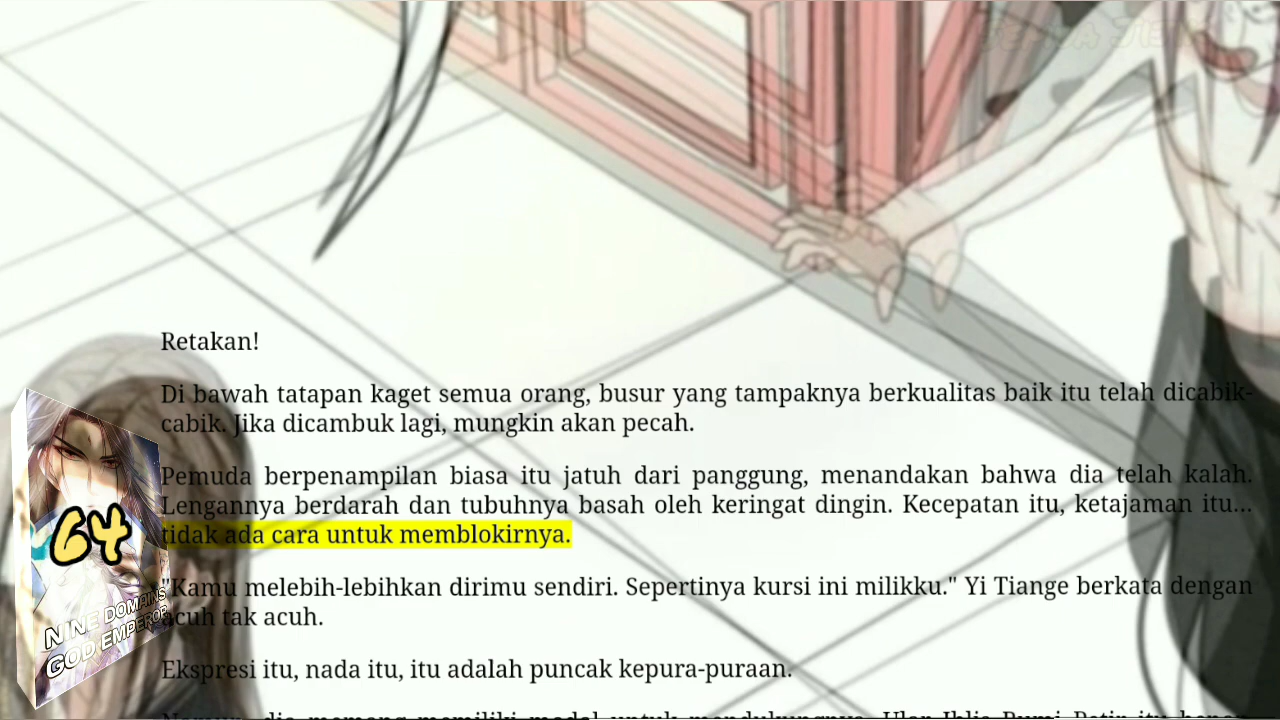 Retakan!
Di bawah tatapan kaget semua orang, busur yang tampaknya berkualitas baik itu telah dicabik-
cabik. Jika dicambuk lagi, mungkin akan pecah.
Pemuda berpenampilan biasa itu jatuh dari panggung, menandakan bahwa dia telah kalah.
Lengannya berdarah dan tubuhnya basah oleh keringat dingin. Kecepatan itu, ketajaman itu...
tidak ada cara untuk memblokirnya.
"Kamu melebih-lebihkan dirimu sendiri. Sepertinya kursi ini milikku." Yi Tiange berkata dengan
acuh tak acuh.
Ekspresi itu, nada itu, itu adalah puncak kepura-puraan.
64
NINE DOMAINS
GOD EMPEROR